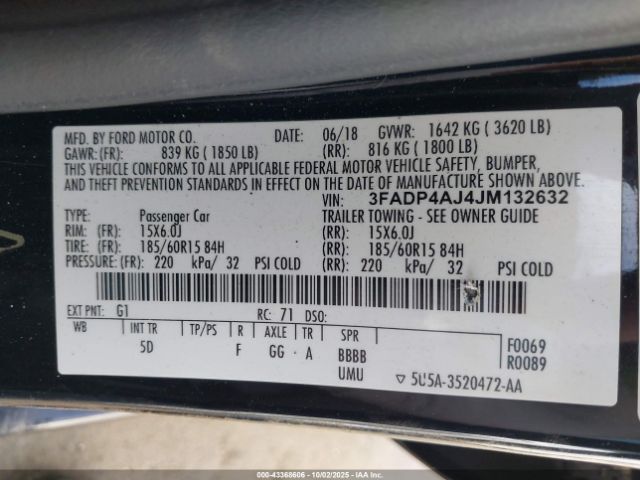 MFD. BY FORD MOTOR CO. DATE: 06/18 GVWR: 1642 KG ( 3620 LB)
GAWR: (FR): 839 KG ( 1850 LB) (RR): 816 KG ( 1800 LB)
THIS VEHICLE CONFORMS TO ALL APPLICABLE FEDERAL MOTOR VEHICLE SAFETY, BUMPER,
AND THEFT PREVENTION STANDARDS IN EFFECT ON THE DATE OF MANUFACTURE SHOWN ABOVE.
VIN: 3FADP4AJ4JM132632
TYPE: Passenger Car TRAILER TOWING - SEE OWNER GUIDE
RIM: (FR): 15X6.0J (RR): 15X6.0J
TIRE: (FR): 185/60R15 84H (RR): 185/60R15 84H
PRESSURE: (FR): 220 kPa/ 32 PSI COLD (RR): 220 kPa/ 32 PSI COLD
EXT PNT: G1 RC: 71 DSO:
WB INT TR TP/PS R AXLE TR SPR F0069
5D F GG A BBBB R0089
UMU 5U5A-3520472-AA
000-43368606 - 10/02/2025 - IAAI.COM